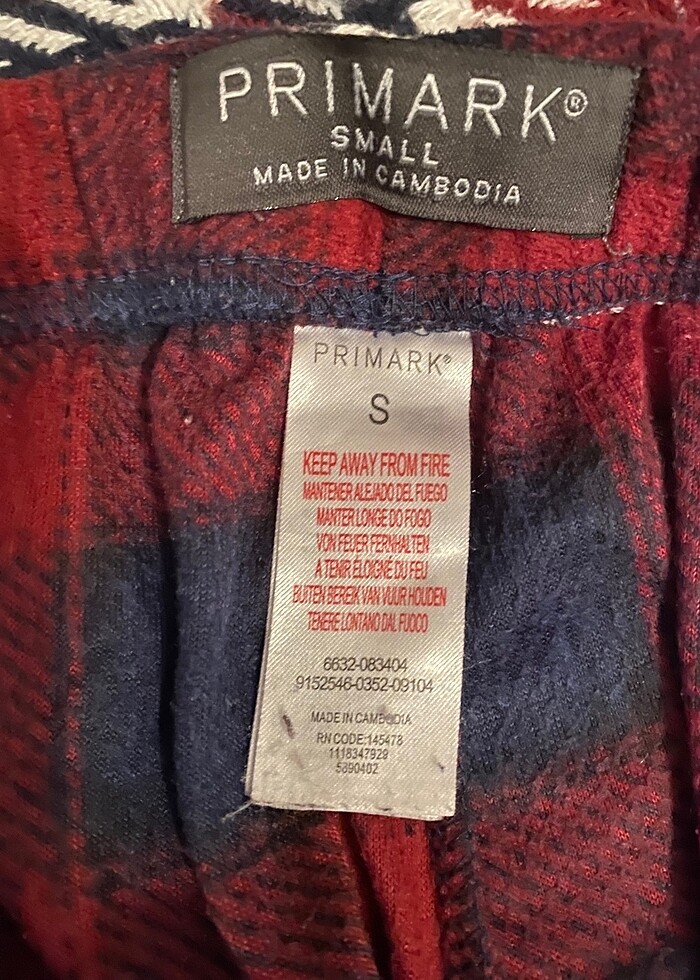 PRIMARK®
SMALL
MADE IN CAMBODIA
PRIMARK®
S
KEEP AWAY FROM FIRE
MANTENER ALEJADO DEL FUEGO
MANTER LONGE DO FOGO
VON FEUER FERNHALTEN
A TENIR ÉLOIGNÉ DU FEU
BUITEN BEREIK VAN VUUR HOUDEN
TENERE LONTANO DAL FUOCO
6632-083404
9152546-0352-09104
MADE IN CAMBODIA
RN CODE:145478
1118347929
5890402